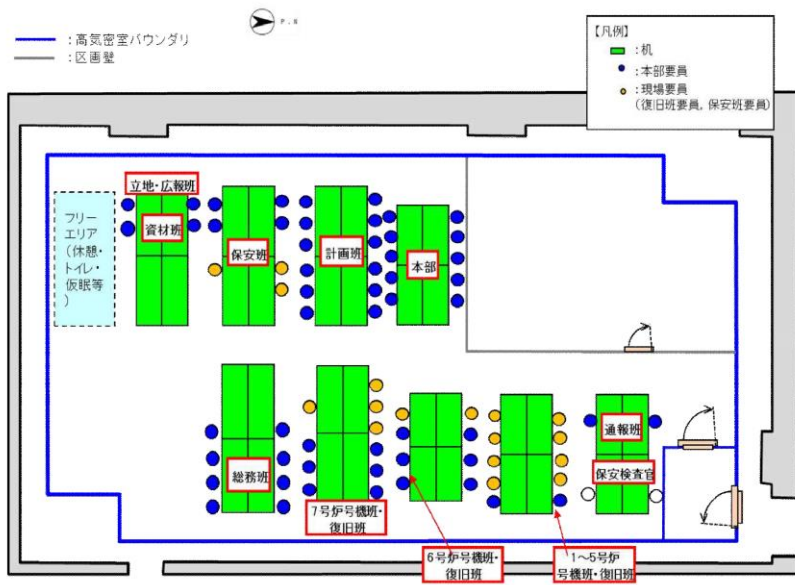 P.N
：高気密室バウンダリ
：区画壁
【凡例】
：机
：本部要員
：現場要員
（復旧班要員，保安班要員）
フリー
エリア
（休憩・
トイレ・
仮眠等
）
立地・広報班
資材班
保安班
計画班
本部
総務班
7号炉号機班・
復旧班
6号炉号機班・
復旧班
1～5号炉
号機班・復旧班
通報班
保安検査官